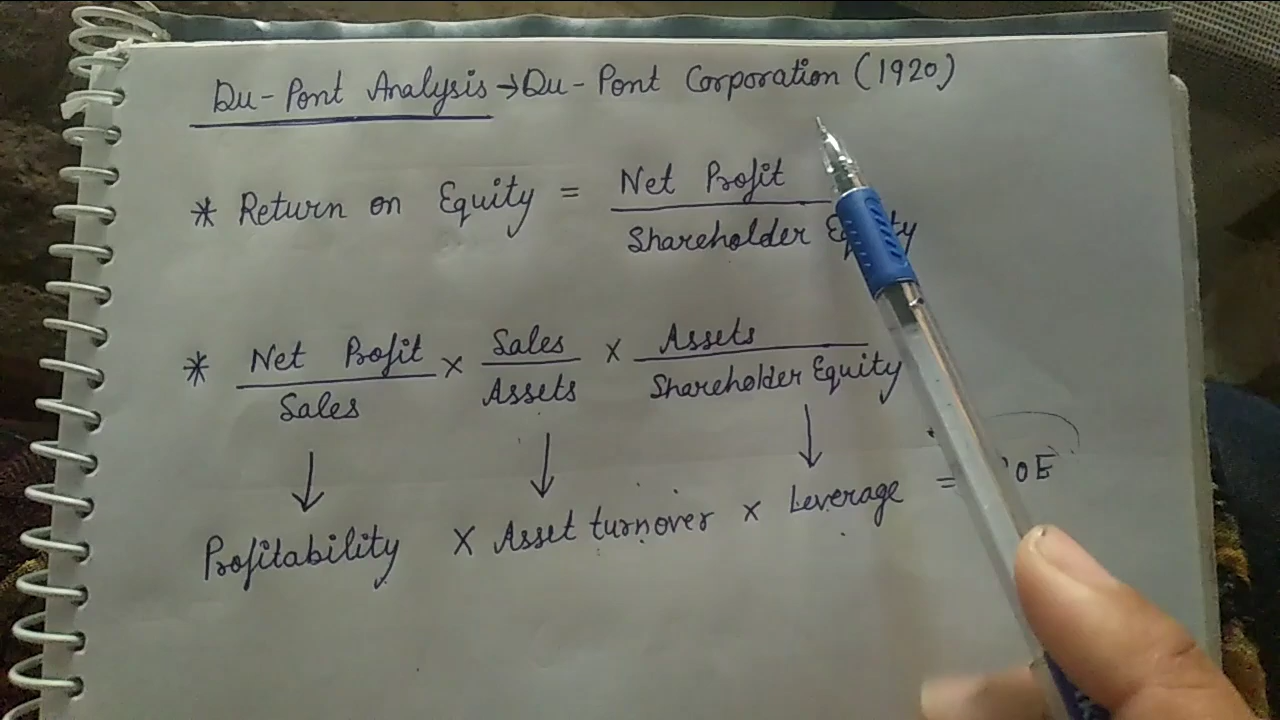 Du-Pont Analysis → Du-Pont Corporation (1920)
* Return on Equity = Net Profit
Shareholder Equity
* Net Profit × Sales × Assets
Sales Assets Shareholder Equity
↓ ↓ ↓
Profitability × Asset turnover × Leverage = OE